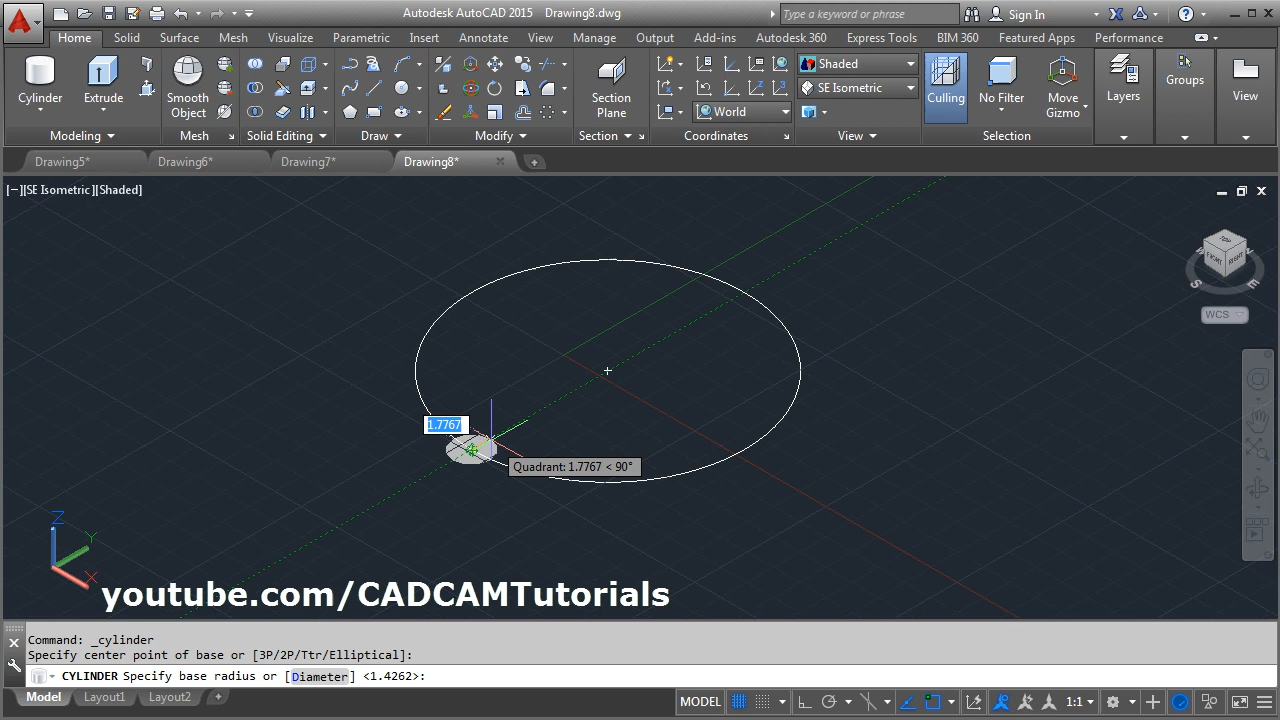 Autodesk AutoCAD 2015 Drawing8.dwg
Type a keyword or phrase
Sign In
Home Solid Surface Mesh Visualize Parametric Insert Annotate View Manage Output Add-ins Autodesk 360 Express Tools BIM 360 Featured Apps Performance
Cylinder
Extrude
Smooth
Object
Section
Plane
World
Shaded
SE Isometric
Culling
No Filter
Move
Gizmo
Layers
Groups
View
Modeling Mesh Solid Editing Draw Modify Section Coordinates View Selection
Drawing5* Drawing6* Drawing7* Drawing8*
[−][SE Isometric][Shaded]
TOP
FRONT
RIGHT
S
E
WCS
1.7767
Quadrant: 1.7767 < 90°
Z
Y
X
youtube.com/CADCAMTutorials
Command: _cylinder
Specify center point of base or [3P/2P/Ttr/Elliptical]:
CYLINDER Specify base radius or [Diameter] <1.4262>:
Model Layout1 Layout2
MODEL
1:1